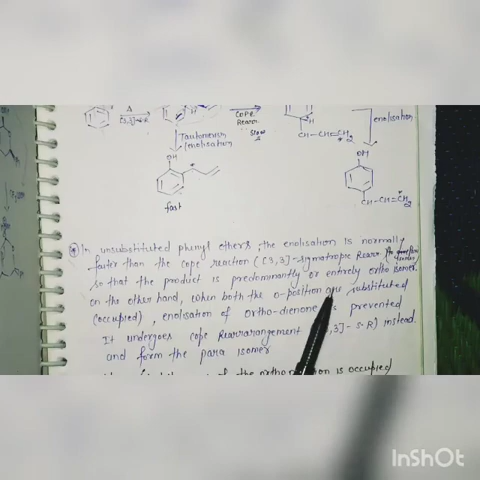 Δ
[3,3]-S.R
COPE
Rearr.
slow
H
CH-CH=CH2
enolisation
Tautomerism
(enolisation
OH
fast
OH
CH-CH=CH2
In unsubstituted phenyl ethers, the enolisation is normally
faster than the cope reaction ([3,3]-sigmatropic Rearr
so that the product is predominantly or entirely ortho isomer.
on the other hand, when both the o-position are substituted
(occupied), enolisation of ortho-dienone is prevented
It undergoes cope Rearrarangement 3]-S-R) instead.
and form the para isomer
of the ortho is occupied
InShOt